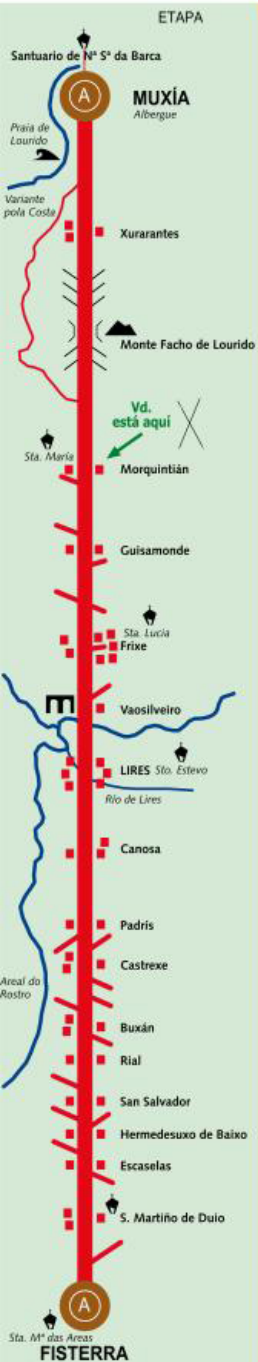 ETAPA
Santuario de Nª Sª da Barca
A
MUXÍA
Albergue
Praia de
Lourido
Variante
pola Costa
Xurarantes
Monte Facho de Lourido
Vd.
está aquí
Sta. María
Morquintián
Guisamonde
Sta. Lucía
Frixe
Vaosilveiro
LIRES Sto. Estevo
Río de Lires
Canosa
Padrís
Castrexe
Areal do
Rostro
Buxán
Rial
San Salvador
Hermedesuxo de Baixo
Escaselas
S. Martiño de Duio
A
Sta. Mª das Areas
FISTERRA